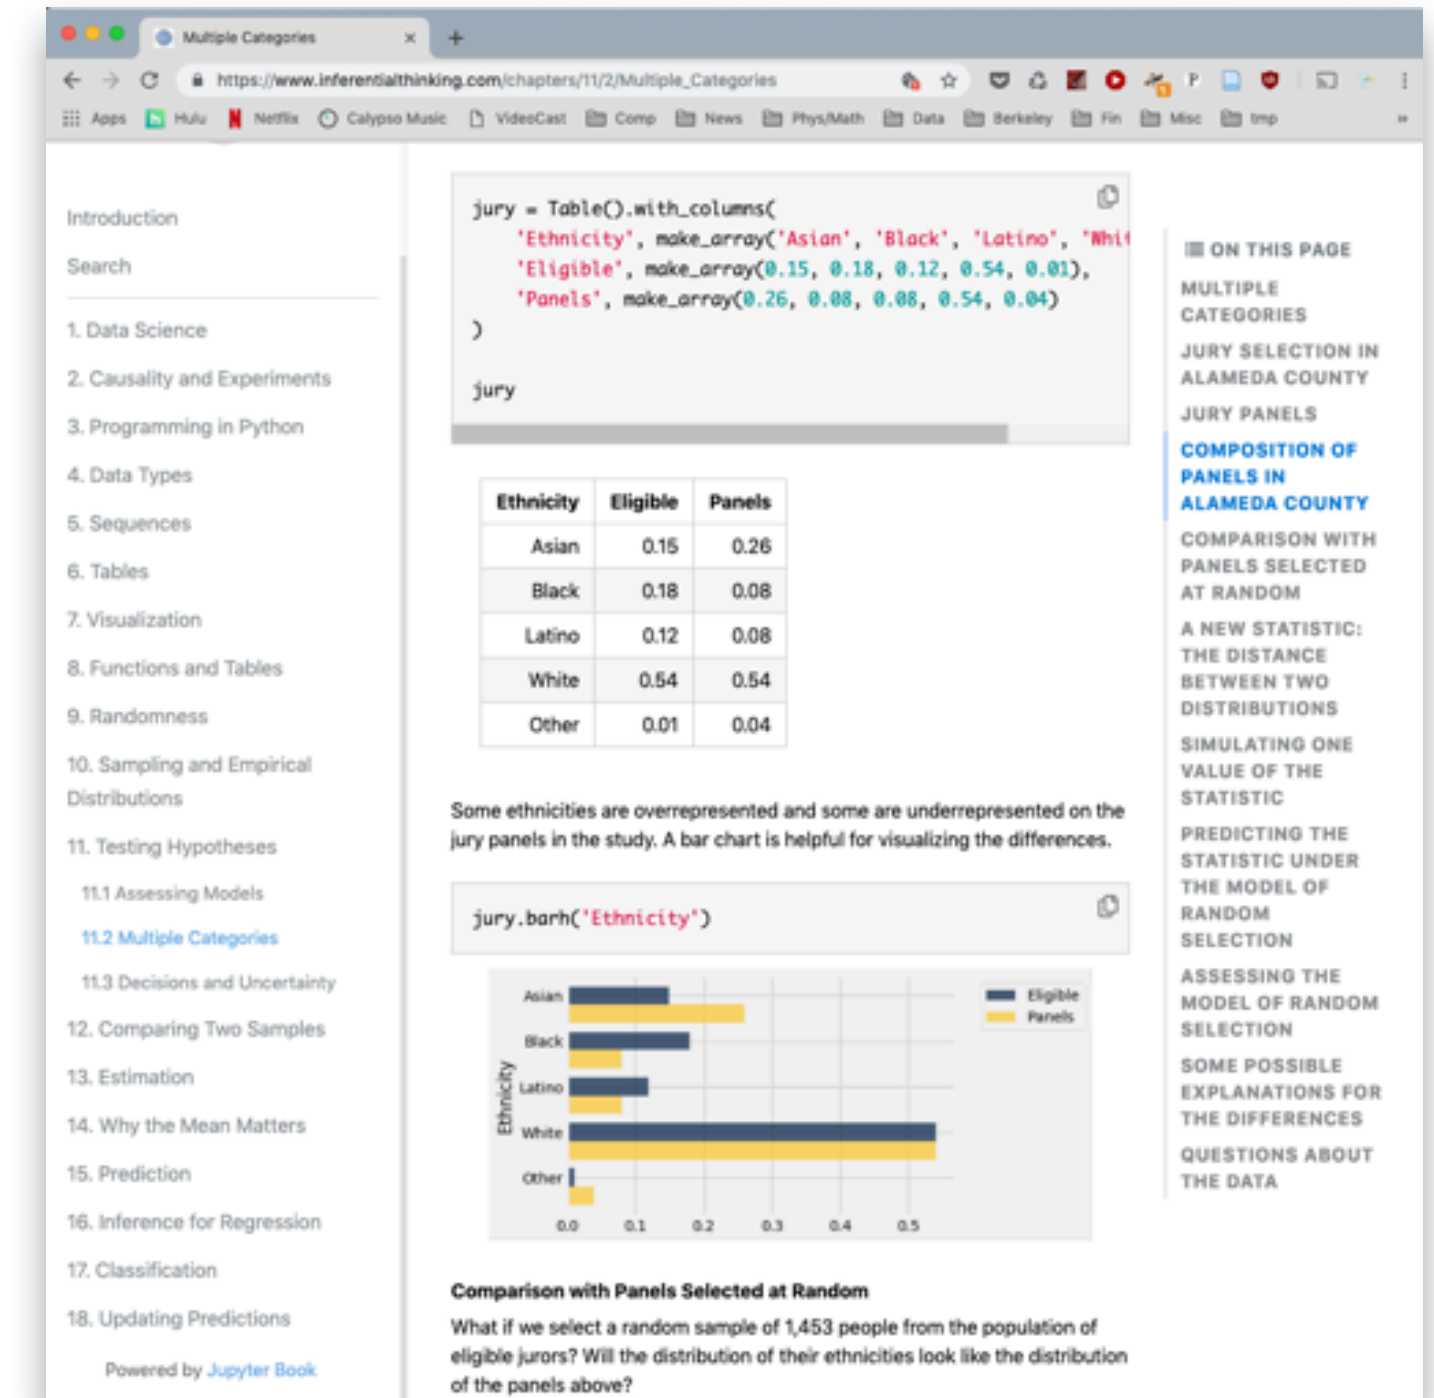 Multiple Categories
https://www.inferentialthinking.com/chapters/11/2/Multiple_Categories
Apps Hulu Netflix Calypso Music VideoCast Comp News Phys/Math Data Berkeley Fin Misc tmp
Introduction
Search
1. Data Science
2. Causality and Experiments
3. Programming in Python
4. Data Types
5. Sequences
6. Tables
7. Visualization
8. Functions and Tables
9. Randomness
10. Sampling and Empirical
Distributions
11. Testing Hypotheses
11.1 Assessing Models
11.2 Multiple Categories
11.3 Decisions and Uncertainty
12. Comparing Two Samples
13. Estimation
14. Why the Mean Matters
15. Prediction
16. Inference for Regression
17. Classification
18. Updating Predictions
Powered by Jupyter Book
jury = Table().with_columns(
'Ethnicity', make_array('Asian', 'Black', 'Latino', 'Whit
'Eligible', make_array(0.15, 0.18, 0.12, 0.54, 0.01),
'Panels', make_array(0.26, 0.08, 0.08, 0.54, 0.04)
)
jury
Ethnicity Eligible Panels
Asian 0.15 0.26
Black 0.18 0.08
Latino 0.12 0.08
White 0.54 0.54
Other 0.01 0.04
Some ethnicities are overrepresented and some are underrepresented on the
jury panels in the study. A bar chart is helpful for visualizing the differences.
jury.barh('Ethnicity')
Ethnicity
Asian
Black
Latino
White
Other
0.0 0.1 0.2 0.3 0.4 0.5
Eligible
Panels
Comparison with Panels Selected at Random
What if we select a random sample of 1,453 people from the population of
eligible jurors? Will the distribution of their ethnicities look like the distribution
of the panels above?
ON THIS PAGE
MULTIPLE
CATEGORIES
JURY SELECTION IN
ALAMEDA COUNTY
JURY PANELS
COMPOSITION OF
PANELS IN
ALAMEDA COUNTY
COMPARISON WITH
PANELS SELECTED
AT RANDOM
A NEW STATISTIC:
THE DISTANCE
BETWEEN TWO
DISTRIBUTIONS
SIMULATING ONE
VALUE OF THE
STATISTIC
PREDICTING THE
STATISTIC UNDER
THE MODEL OF
RANDOM
SELECTION
ASSESSING THE
MODEL OF RANDOM
SELECTION
SOME POSSIBLE
EXPLANATIONS FOR
THE DIFFERENCES
QUESTIONS ABOUT
THE DATA